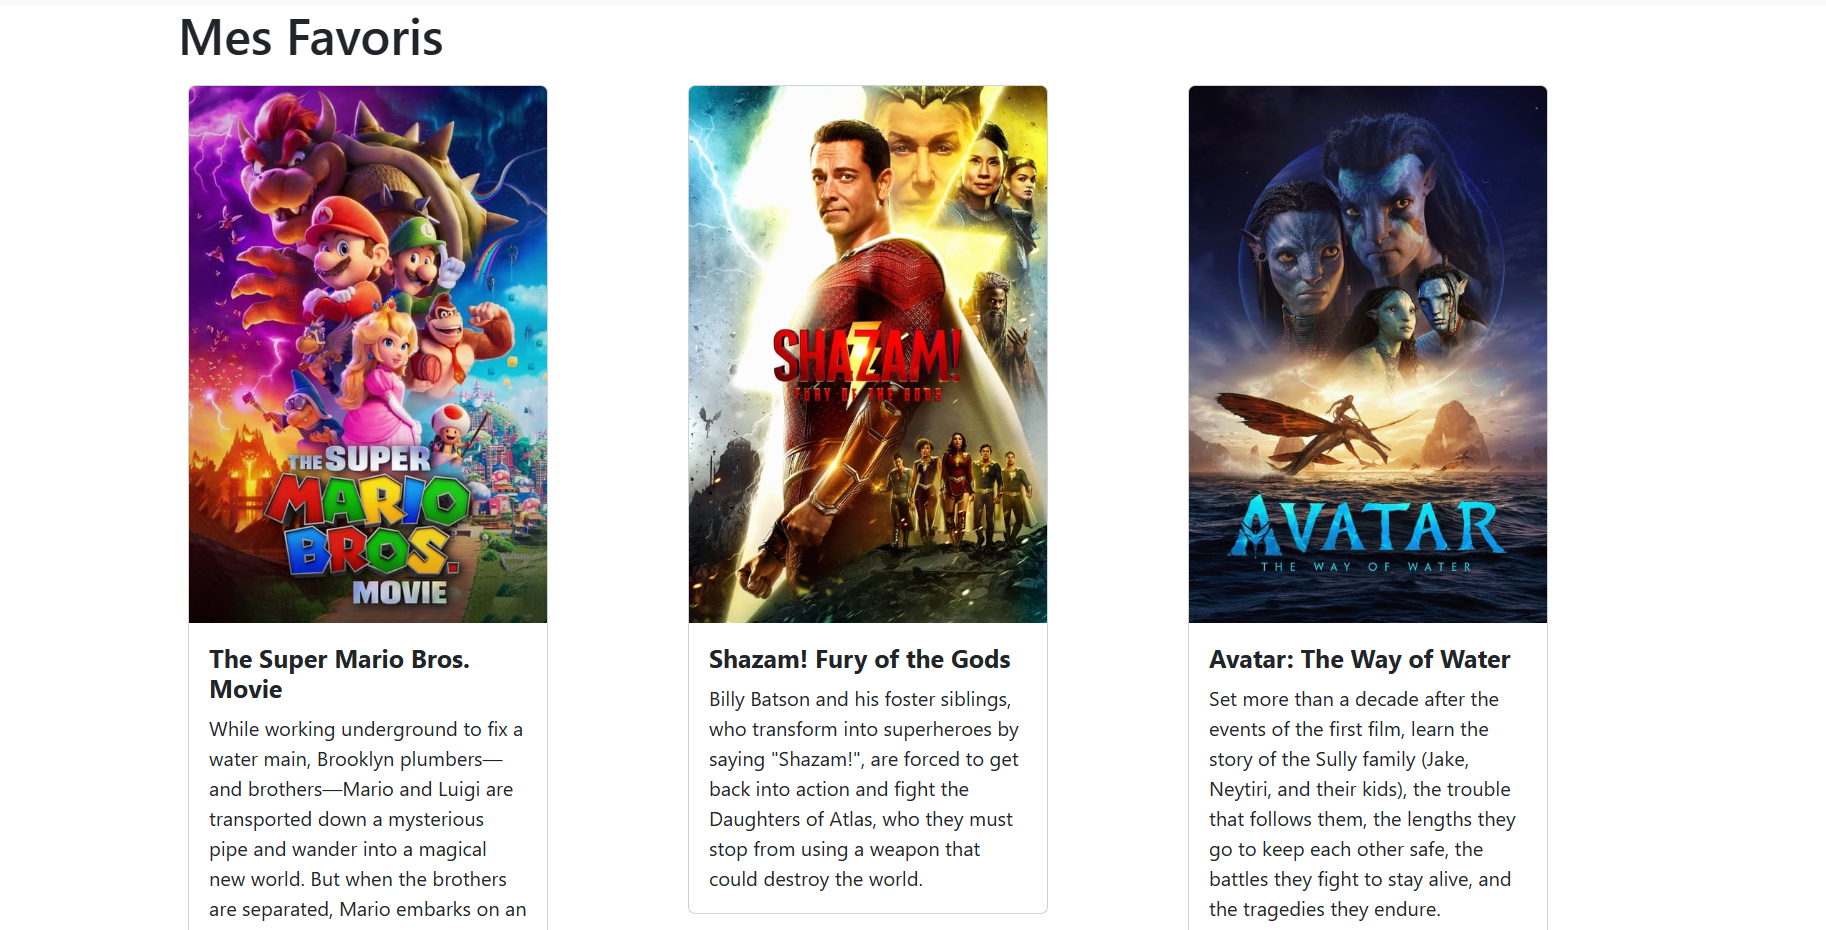 Mes Favoris
THE SUPER
MARIO
BROS.
MOVIE
The Super Mario Bros.
Movie
While working underground to fix a
water main, Brooklyn plumbers—
and brothers—Mario and Luigi are
transported down a mysterious
pipe and wander into a magical
new world. But when the brothers
are separated, Mario embarks on an
SHAZAM!
FURY OF THE GODS
Shazam! Fury of the Gods
Billy Batson and his foster siblings,
who transform into superheroes by
saying "Shazam!", are forced to get
back into action and fight the
Daughters of Atlas, who they must
stop from using a weapon that
could destroy the world.
AVATAR
THE WAY OF WATER
Avatar: The Way of Water
Set more than a decade after the
events of the first film, learn the
story of the Sully family (Jake,
Neytiri, and their kids), the trouble
that follows them, the lengths they
go to keep each other safe, the
battles they fight to stay alive, and
the tragedies they endure.